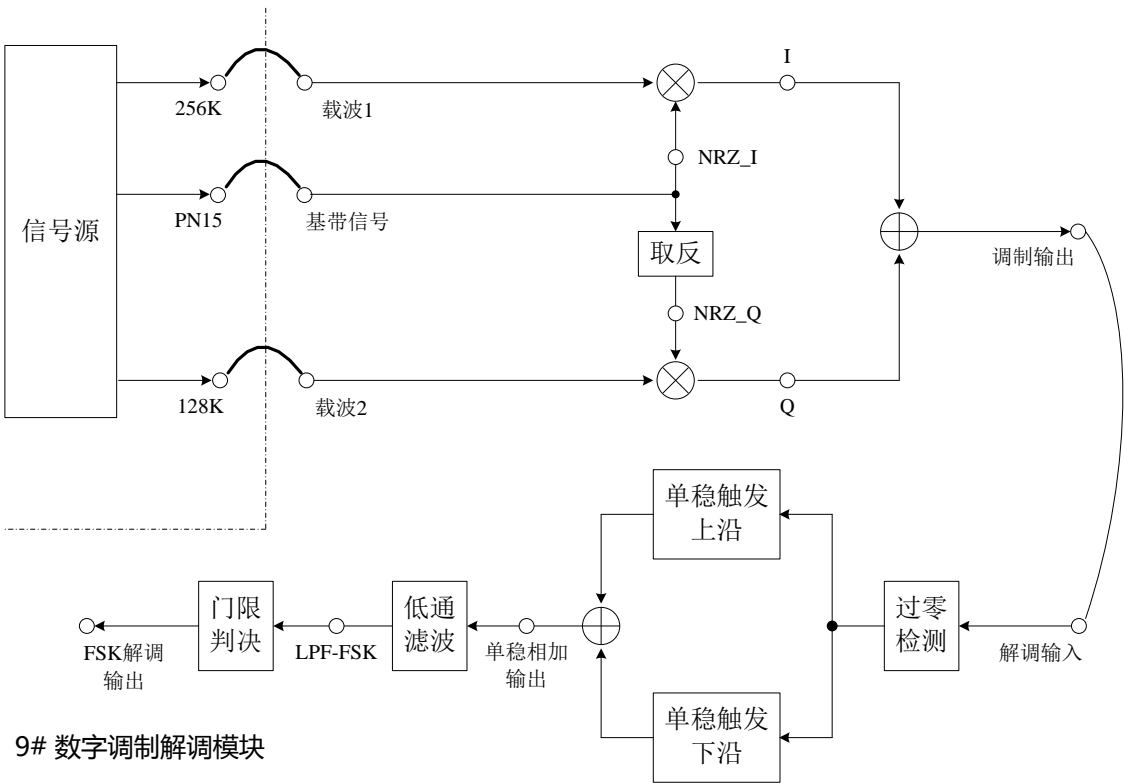 I
256K
载波1
NRZ_I
信号源
PN15
基带信号
取反
调制输出
NRZ_Q
128K
载波2
Q
单稳触发
上沿
门限
判决
低通
滤波
过零
检测
FSK解调
输出
LPF-FSK
单稳相加
输出
解调输入
单稳触发
下沿
9# 数字调制解调模块